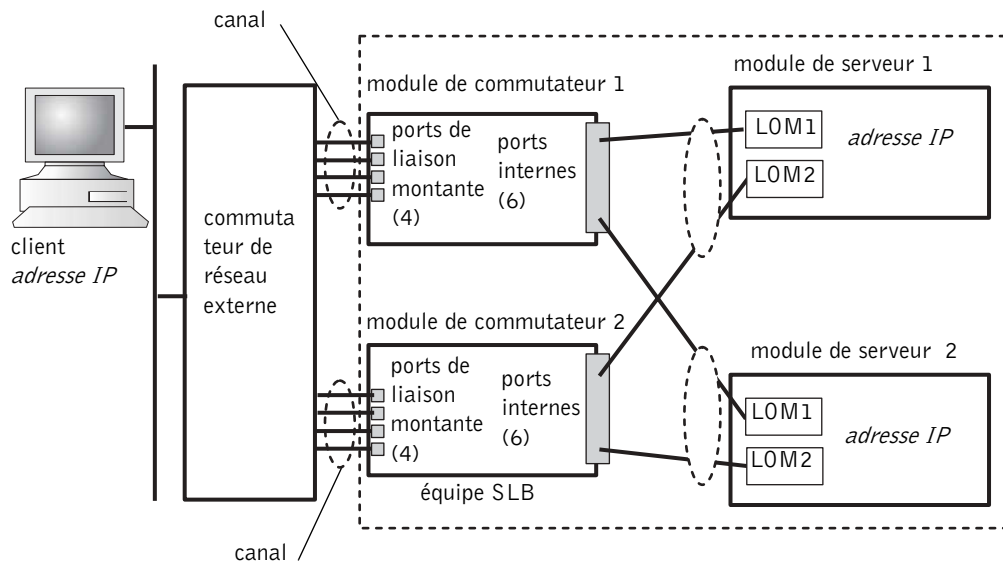 canal
module de commutateur 1
ports de
liaison
montante
(4)
ports
internes
(6)
module de serveur 1
LOM1
LOM2
adresse IP
client
adresse IP
commuta
teur de
réseau
externe
module de commutateur 2
ports de
liaison
montante
(4)
ports
internes
(6)
équipe SLB
module de serveur 2
LOM1
LOM2
adresse IP
canal